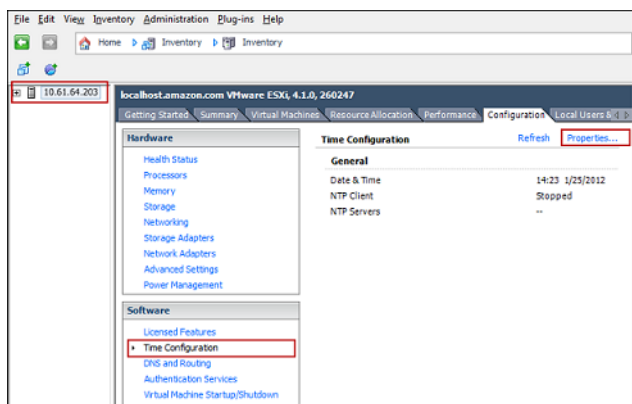 File Edit View Inventory Administration Plug-ins Help
Home Inventory Inventory
10.61.64.203
localhost.amazon.com VMware ESXi, 4.1.0, 260247
Getting Started Summary Virtual Machines Resource Allocation Performance Configuration Local Users &
Hardware
Health Status
Processors
Memory
Storage
Networking
Storage Adapters
Network Adapters
Advanced Settings
Power Management
Software
Licensed Features
Time Configuration
DNS and Routing
Authentication Services
Virtual Machine Startup/Shutdown
Time Configuration Refresh Properties...
General
Date & Time 14:23 1/25/2012
NTP Client Stopped
NTP Servers --